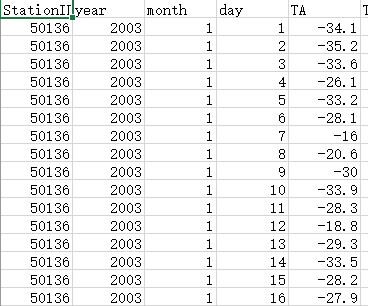 StationID year month day TA
50136 2003 1 1 -34.1
50136 2003 1 2 -35.2
50136 2003 1 3 -33.6
50136 2003 1 4 -26.1
50136 2003 1 5 -33.2
50136 2003 1 6 -28.1
50136 2003 1 7 -16
50136 2003 1 8 -20.6
50136 2003 1 9 -30
50136 2003 1 10 -33.9
50136 2003 1 11 -28.3
50136 2003 1 12 -18.8
50136 2003 1 13 -29.3
50136 2003 1 14 -33.5
50136 2003 1 15 -28.2
50136 2003 1 16 -27.9